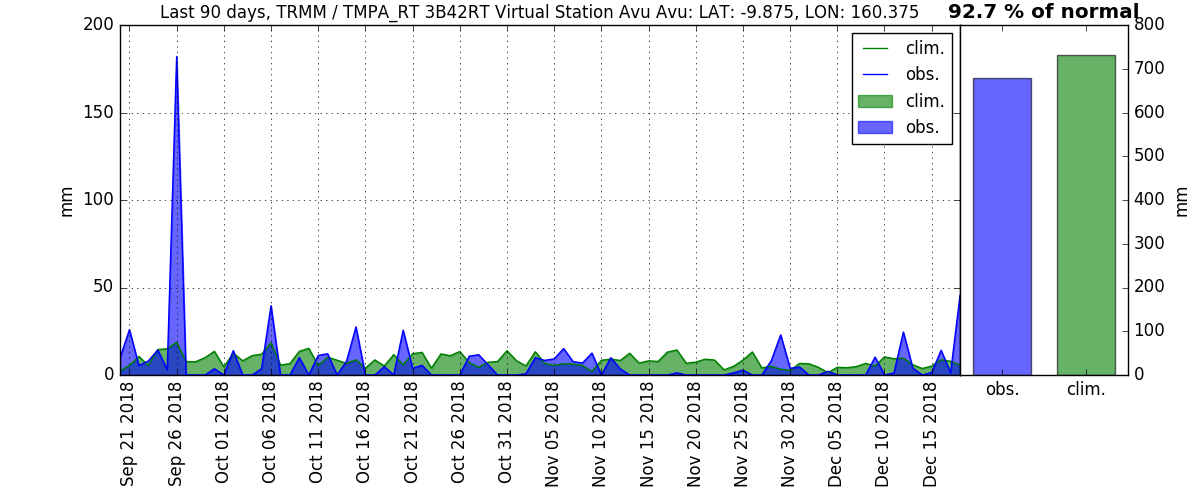 Last 90 days, TRMM / TMPA_RT 3B42RT Virtual Station Avu Avu: LAT: -9.875, LON: 160.375
92.7 % of normal
200
150
100
50
0
mm
clim.
obs.
clim.
obs.
800
700
600
500
400
300
200
100
0
mm
Sep 21 2018
Sep 26 2018
Oct 01 2018
Oct 06 2018
Oct 11 2018
Oct 16 2018
Oct 21 2018
Oct 26 2018
Oct 31 2018
Nov 05 2018
Nov 10 2018
Nov 15 2018
Nov 20 2018
Nov 25 2018
Nov 30 2018
Dec 05 2018
Dec 10 2018
Dec 15 2018
obs.
clim.